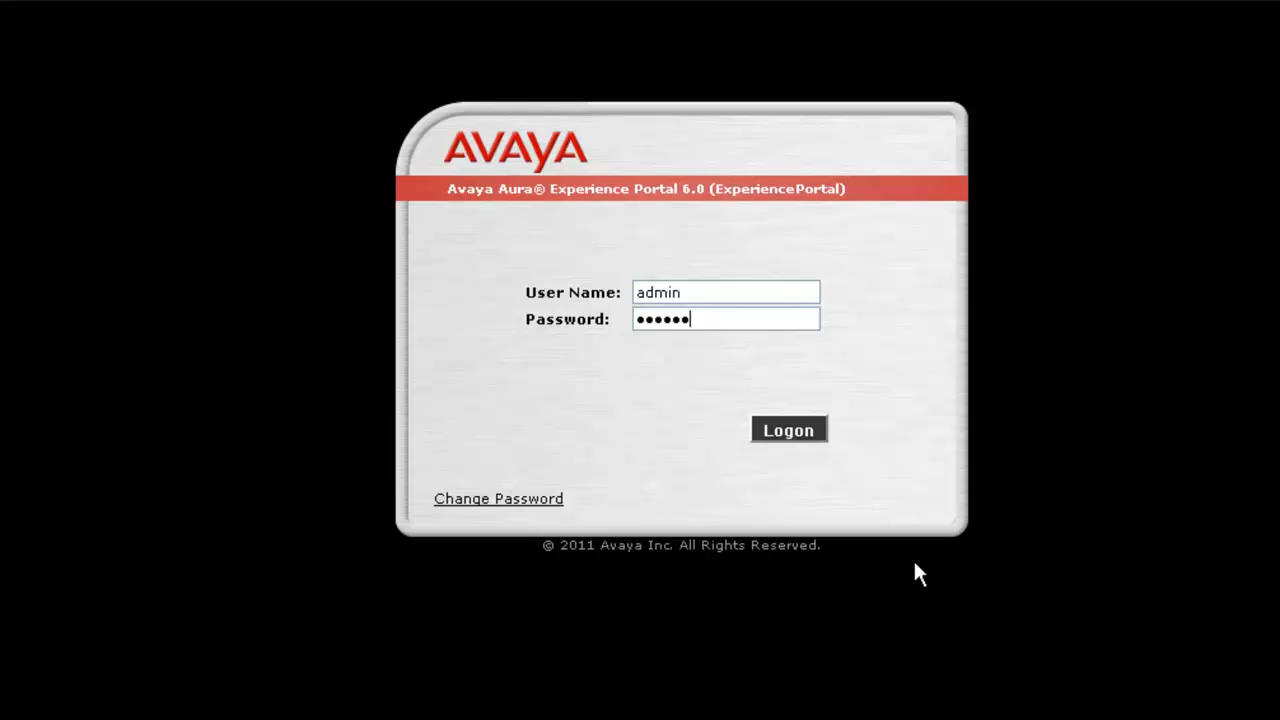 AVAYA
Avaya Aura® Experience Portal 6.0 (ExperiencePortal)
User Name: admin
Password: ••••••
Logon
Change Password
© 2011 Avaya Inc. All Rights Reserved.